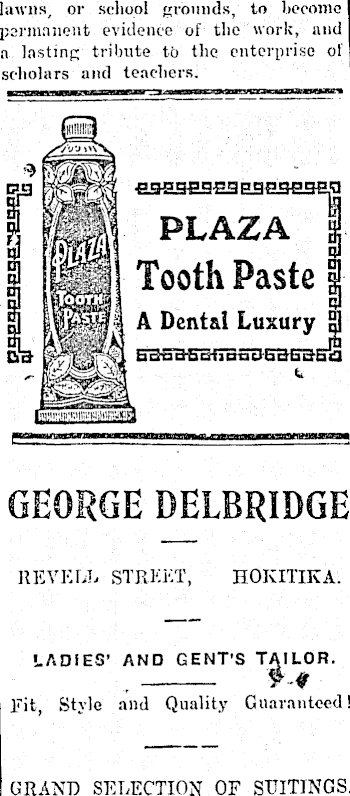 lawns, or school grounds, to become
permanent evidence of the work, and
a lasting tribute to the enterprise of
scholars and teachers.
PLAZA
TOOTH
PASTE
PLAZA
Tooth Paste
A Dental Luxury
GEORGE DELBRIDGE
REVELL STREET, HOKITIKA.
LADIES' AND GENT'S TAILOR.
Fit, Style and Quality Guaranteed!
GRAND SELECTION OF SUITINGS.